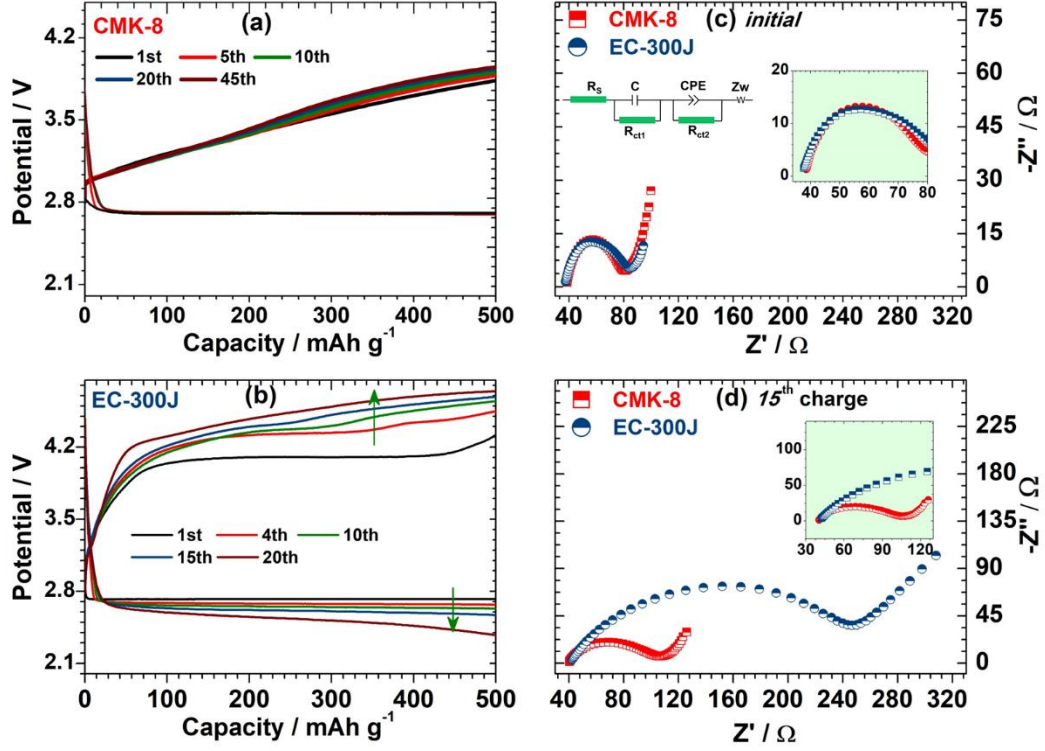 CMK-8
(a)
1st 5th 10th
20th 45th
4.2
3.5
2.8
2.1
Potential / V
0 100 200 300 400 500
Capacity / mAh g-1
EC-300J
(b)
4.2
3.5
2.8
2.1
Potential / V
1st 4th 10th
15th 20th
0 100 200 300 400 500
Capacity / mAh g-1
CMK-8
EC-300J
(c) initial
RS C CPE Zw
Rct1 Rct2
20
10
0
40 50 60 70 80
75
60
45
30
15
0
-Z'' / Ω
40 80 120 160 200 240 280 320
Z' / Ω
CMK-8
EC-300J
(d) 15th charge
100
50
0
30 60 90 120
225
180
135
90
45
0
-Z'' / Ω
40 80 120 160 200 240 280 320
Z' / Ω